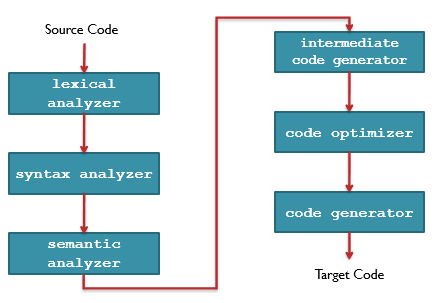 Source Code
lexical
analyzer
syntax analyzer
semantic
analyzer
intermediate
code generator
code optimizer
code generator
Target Code